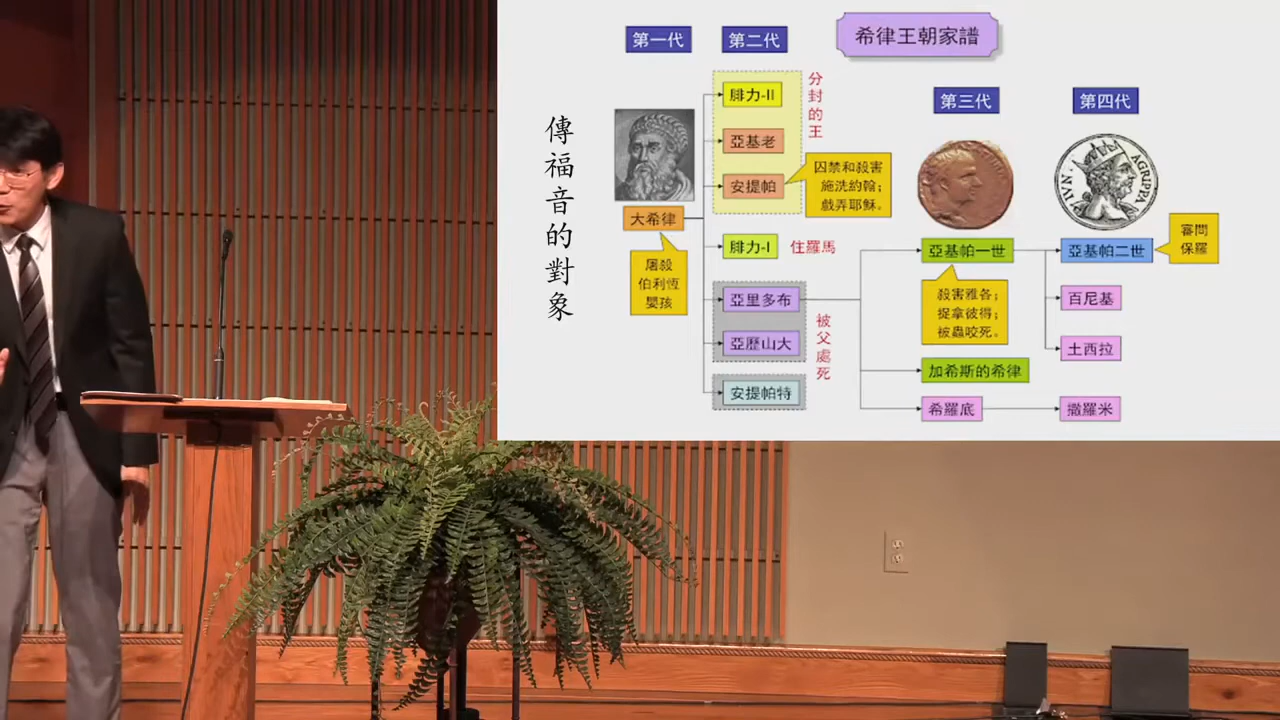 傳福音的對象
希律王朝家譜
第一代
第二代
第三代
第四代
大希律
屠殺
伯利恆
嬰孩
腓力-II
亞基老
安提帕
分封的王
囚禁和殺害
施洗約翰；
戲弄耶穌。
腓力-I
住羅馬
亞里多布
亞歷山大
安提帕特
被父處死
亞基帕一世
殺害雅各；
捉拿彼得；
被蟲咬死。
加希斯的希律
希羅底
IVN·
AGRIPPA
亞基帕二世
審問
保羅
百尼基
土西拉
撒羅米